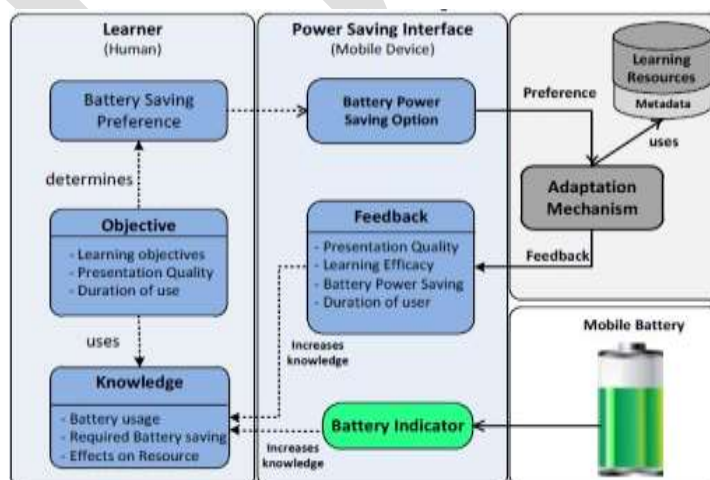 Learner
(Human)
Battery Saving
Preference
determines
Objective
- Learning objectives
- Presentation Quality
- Duration of use
uses
Knowledge
- Battery usage
- Required Battery saving
- Effects on Resource
Power Saving Interface
(Mobile Device)
Battery Power
Saving Option
Feedback
- Presentation Quality
- Learning Efficacy
- Battery Power Saving
- Duration of user
Increases
knowledge
Battery Indicator
Increases
knowledge
Preference
Learning
Resources
Metadata
uses
Adaptation
Mechanism
Feedback
Mobile Battery